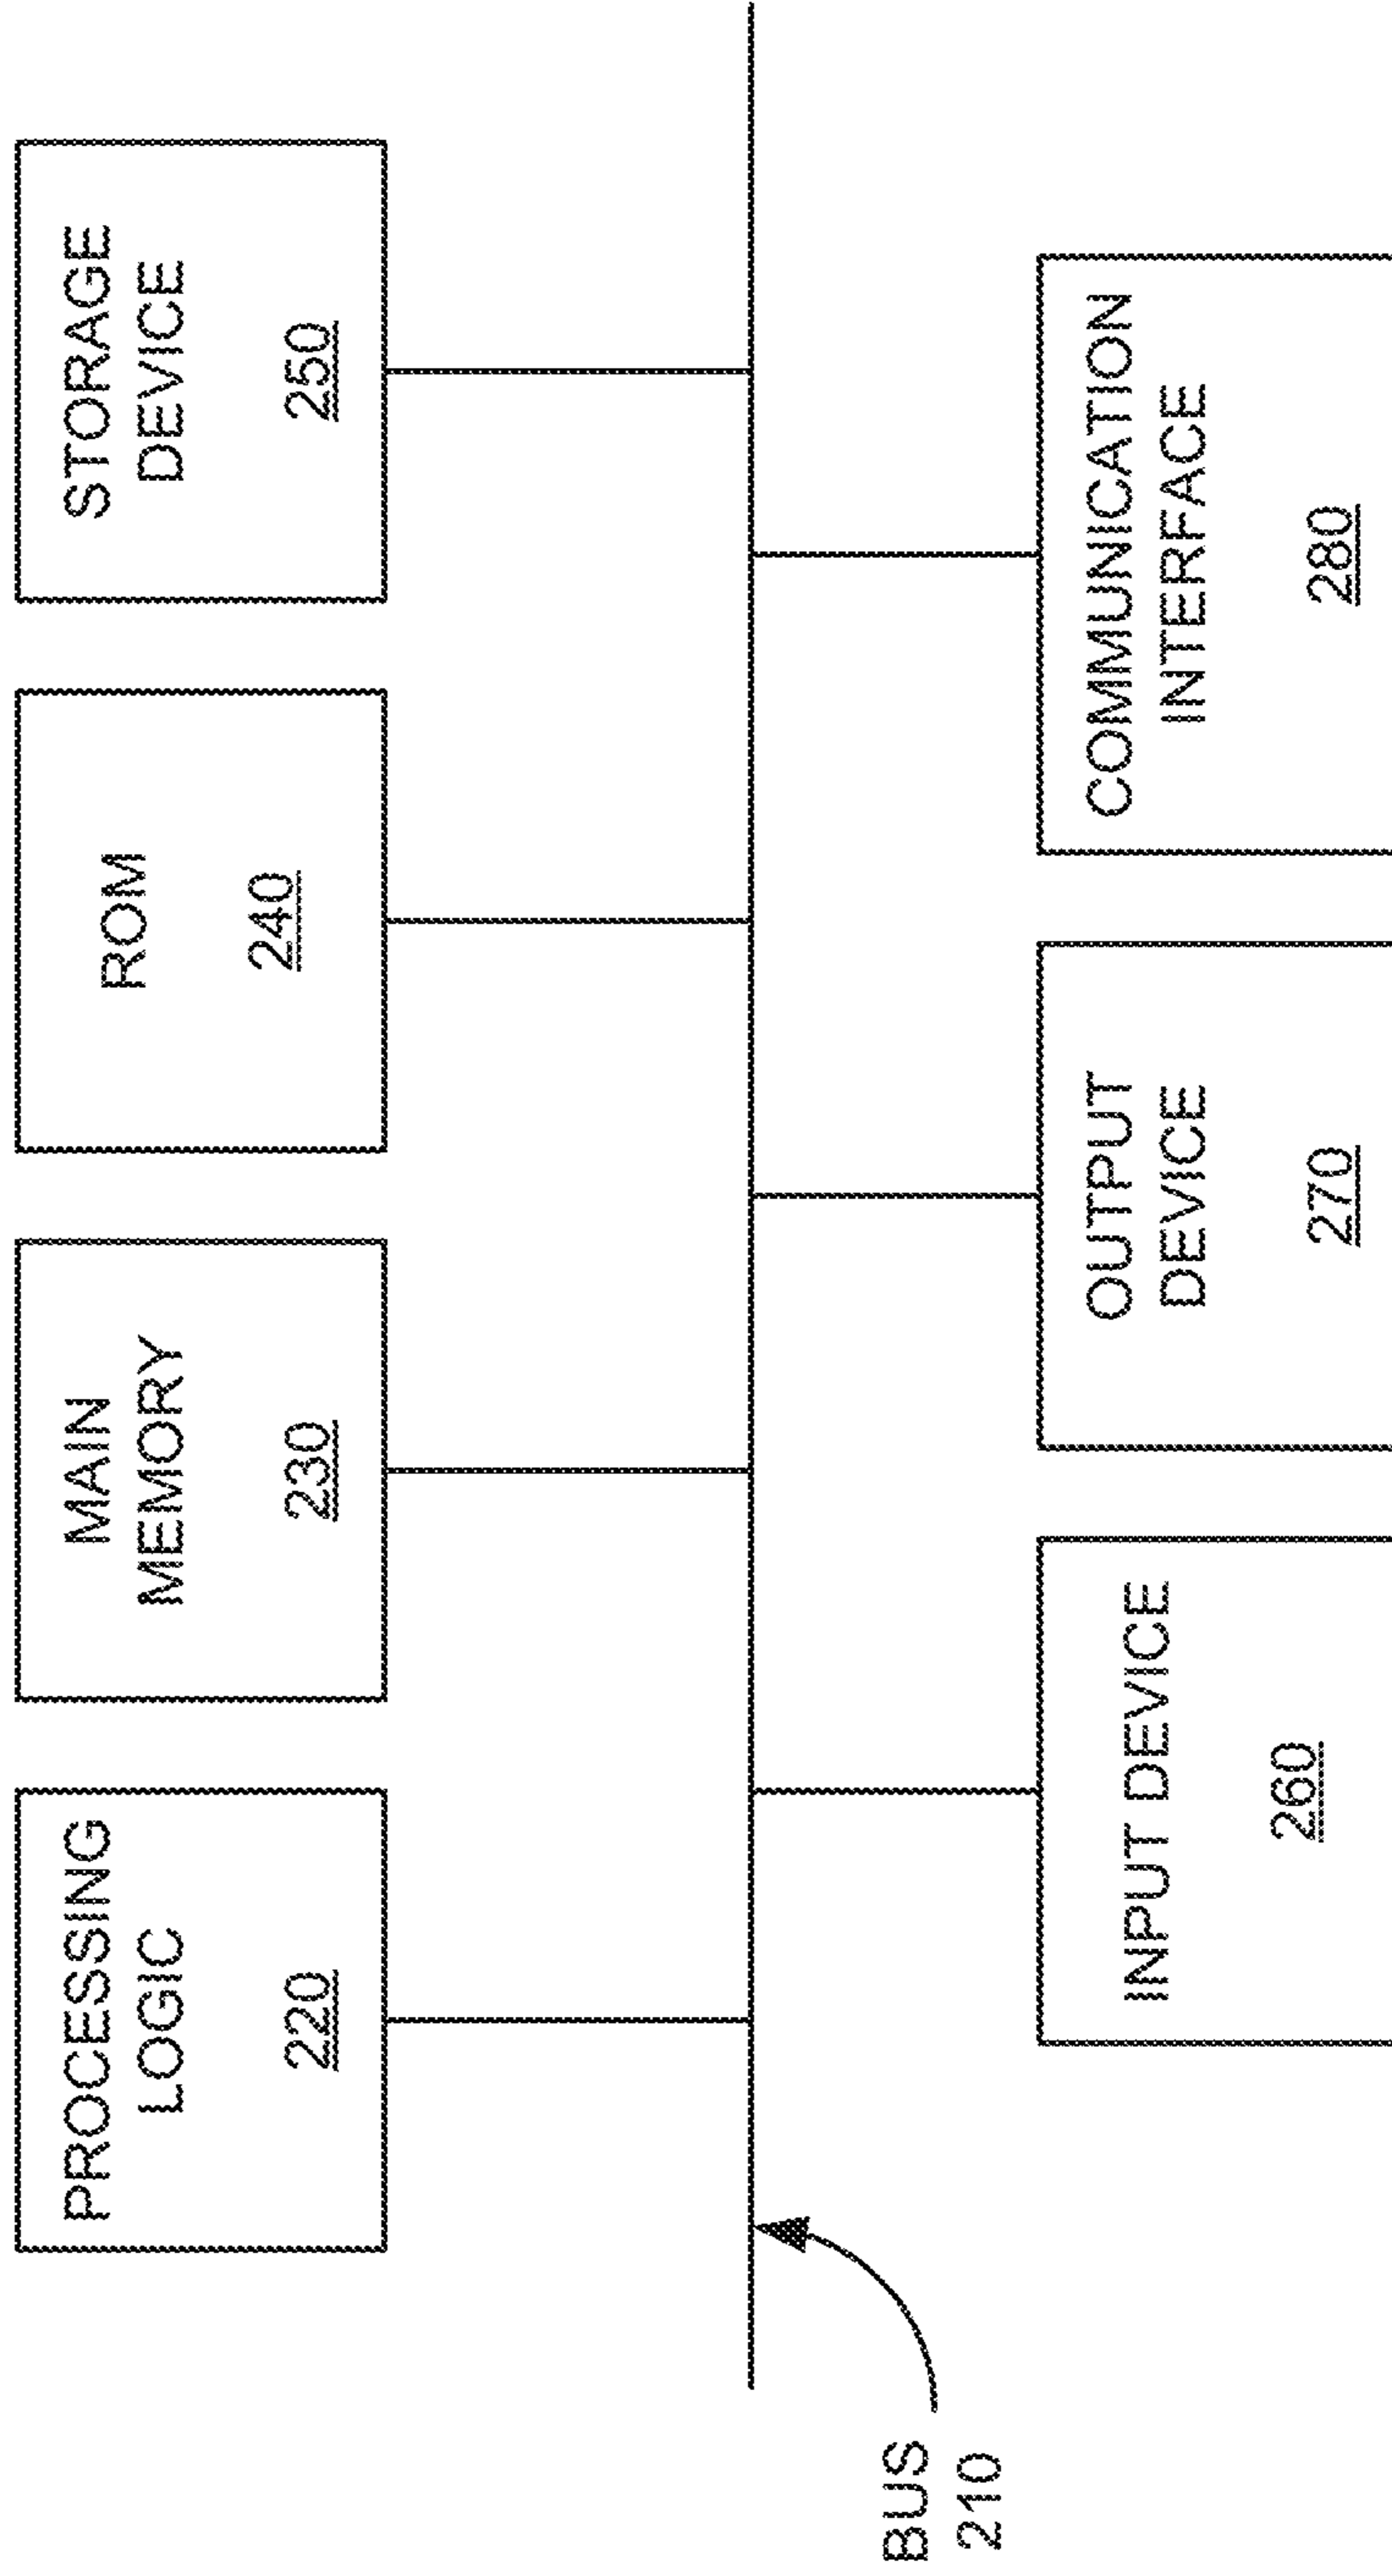 PROCESSING
LOGIC
220
MAIN
MEMORY
230
ROM
240
STORAGE
DEVICE
250
BUS
210
INPUT DEVICE
260
OUTPUT
DEVICE
270
COMMUNICATION
INTERFACE
280